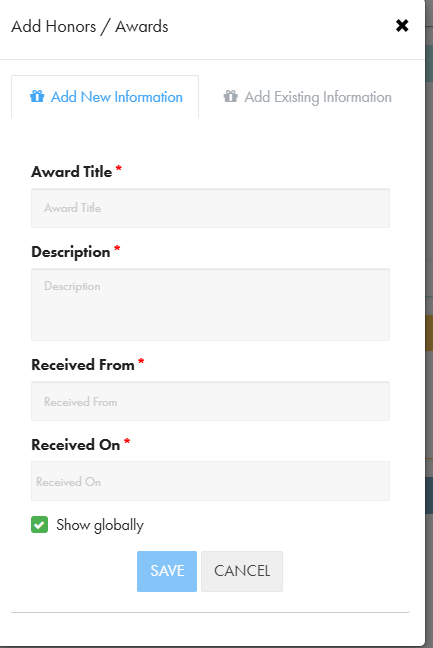 Add Honors / Awards
Add New Information Add Existing Information
Award Title *
Award Title
Description *
Description
Received From *
Received From
Received On *
Received On
Show globally
SAVE CANCEL